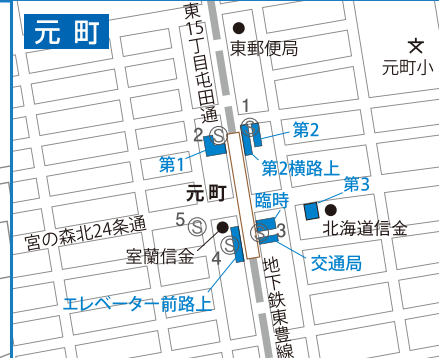 元町
東15丁目屯田通
東郵便局
元町小
1
第2
2
第1
第2横路上
元町
臨時
第3
5
宮の森北24条通
3
北海道信金
室蘭信金
4
交通局
エレベーター前路上
地下鉄東豊線
S
S
S
S
S